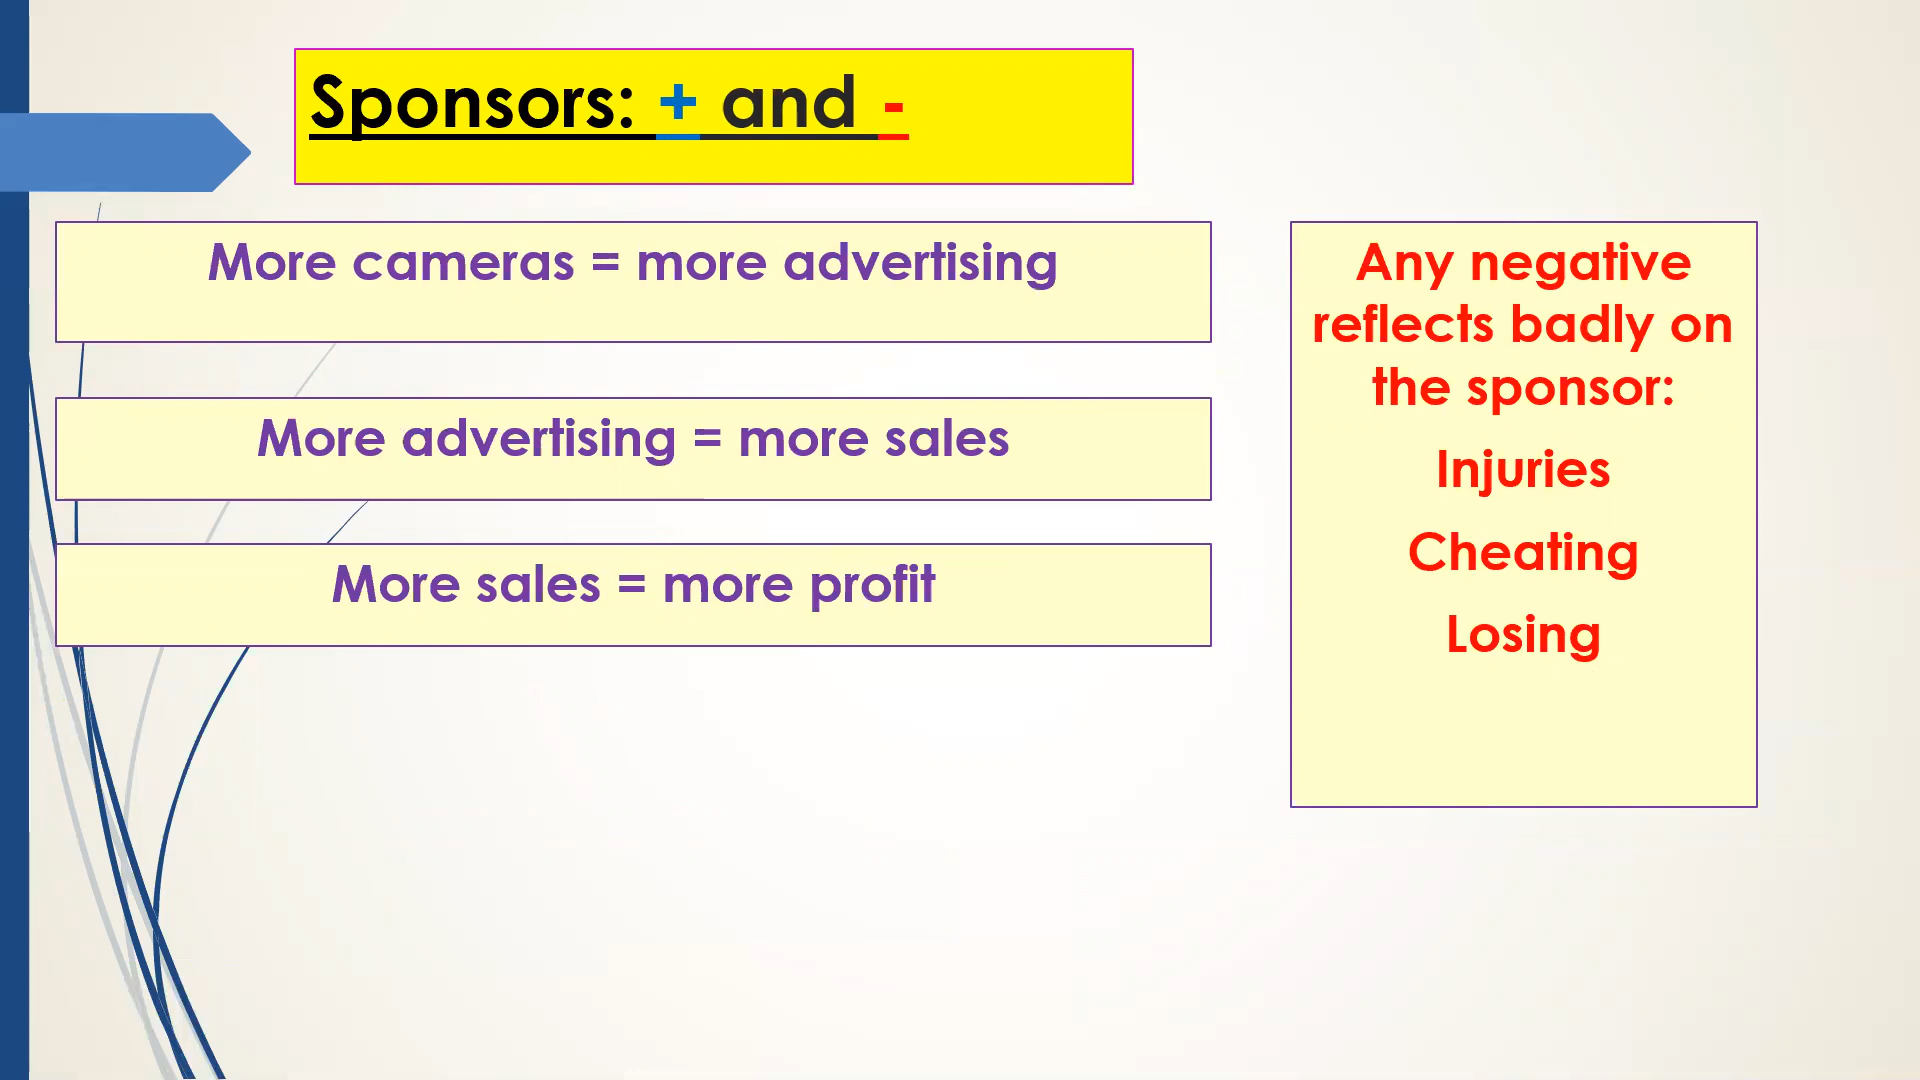 Sponsors: + and -
More cameras = more advertising
More advertising = more sales
More sales = more profit
Any negative
reflects badly on
the sponsor:
Injuries
Cheating
Losing